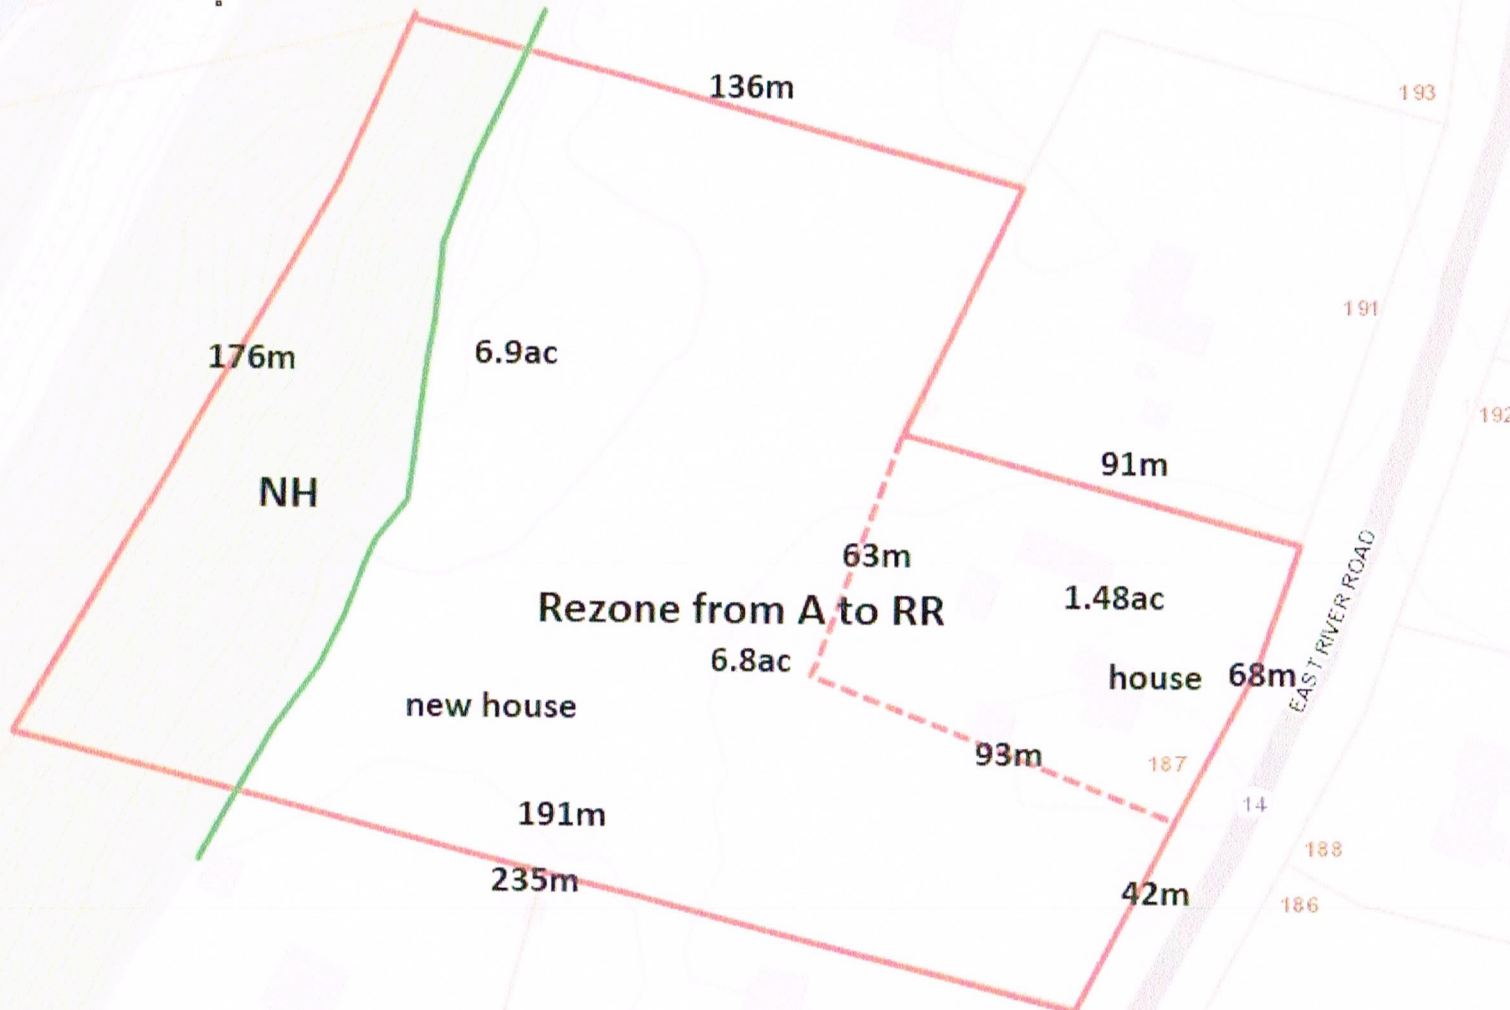 136m
193
191
176m
6.9ac
192
91m
NH
63m
1.48ac
Rezone from A to RR
6.8ac
house
68m
EAST RIVER ROAD
new house
93m
187
14
191m
188
235m
42m
186